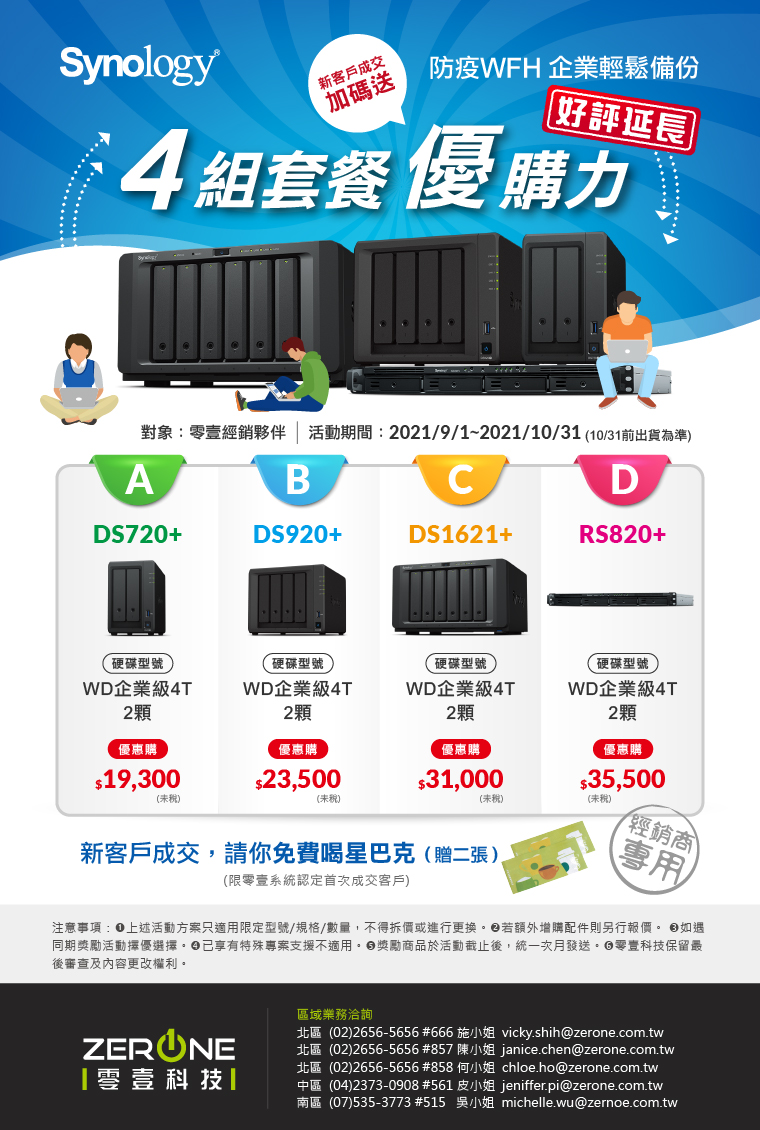 Synology®
新客戶成交
加碼送
防疫WFH 企業輕鬆備份
好評延長
4組套餐 優購力
Synology
Synology
對象：零壹經銷夥伴 │ 活動期間：2021/9/1~2021/10/31 (10/31前出貨為準)
A B C D
DS720+ DS920+ DS1621+ RS820+
硬碟型號 硬碟型號 硬碟型號 硬碟型號
WD企業級4T WD企業級4T WD企業級4T WD企業級4T
2顆 2顆 2顆 2顆
優惠購 優惠購 優惠購 優惠購
$19,300 $23,500 $31,000 $35,500
(未稅) (未稅) (未稅) (未稅)
新客戶成交，請你免費喝星巴克（贈二張）
(限零壹系統認定首次成交客戶)
經銷商
專用
注意事項：❶上述活動方案只適用限定型號/規格/數量，不得拆價或進行更換。❷若額外增購配件則另行報價。 ❸如遇
同期獎勵活動擇優選擇。❹已享有特殊專案支援不適用。❺獎勵商品於活動截止後，統一次月發送。❻零壹科技保留最
後審查及內容更改權利。
ZERONE
零壹科技
區域業務洽詢
北區 (02)2656-5656 #666 施小姐 vicky.shih@zerone.com.tw
北區 (02)2656-5656 #857 陳小姐 janice.chen@zerone.com.tw
北區 (02)2656-5656 #858 何小姐 chloe.ho@zerone.com.tw
中區 (04)2373-0908 #561 皮小姐 jeniffer.pi@zerone.com.tw
南區 (07)535-3773 #515 吳小姐 michelle.wu@zernoe.com.tw